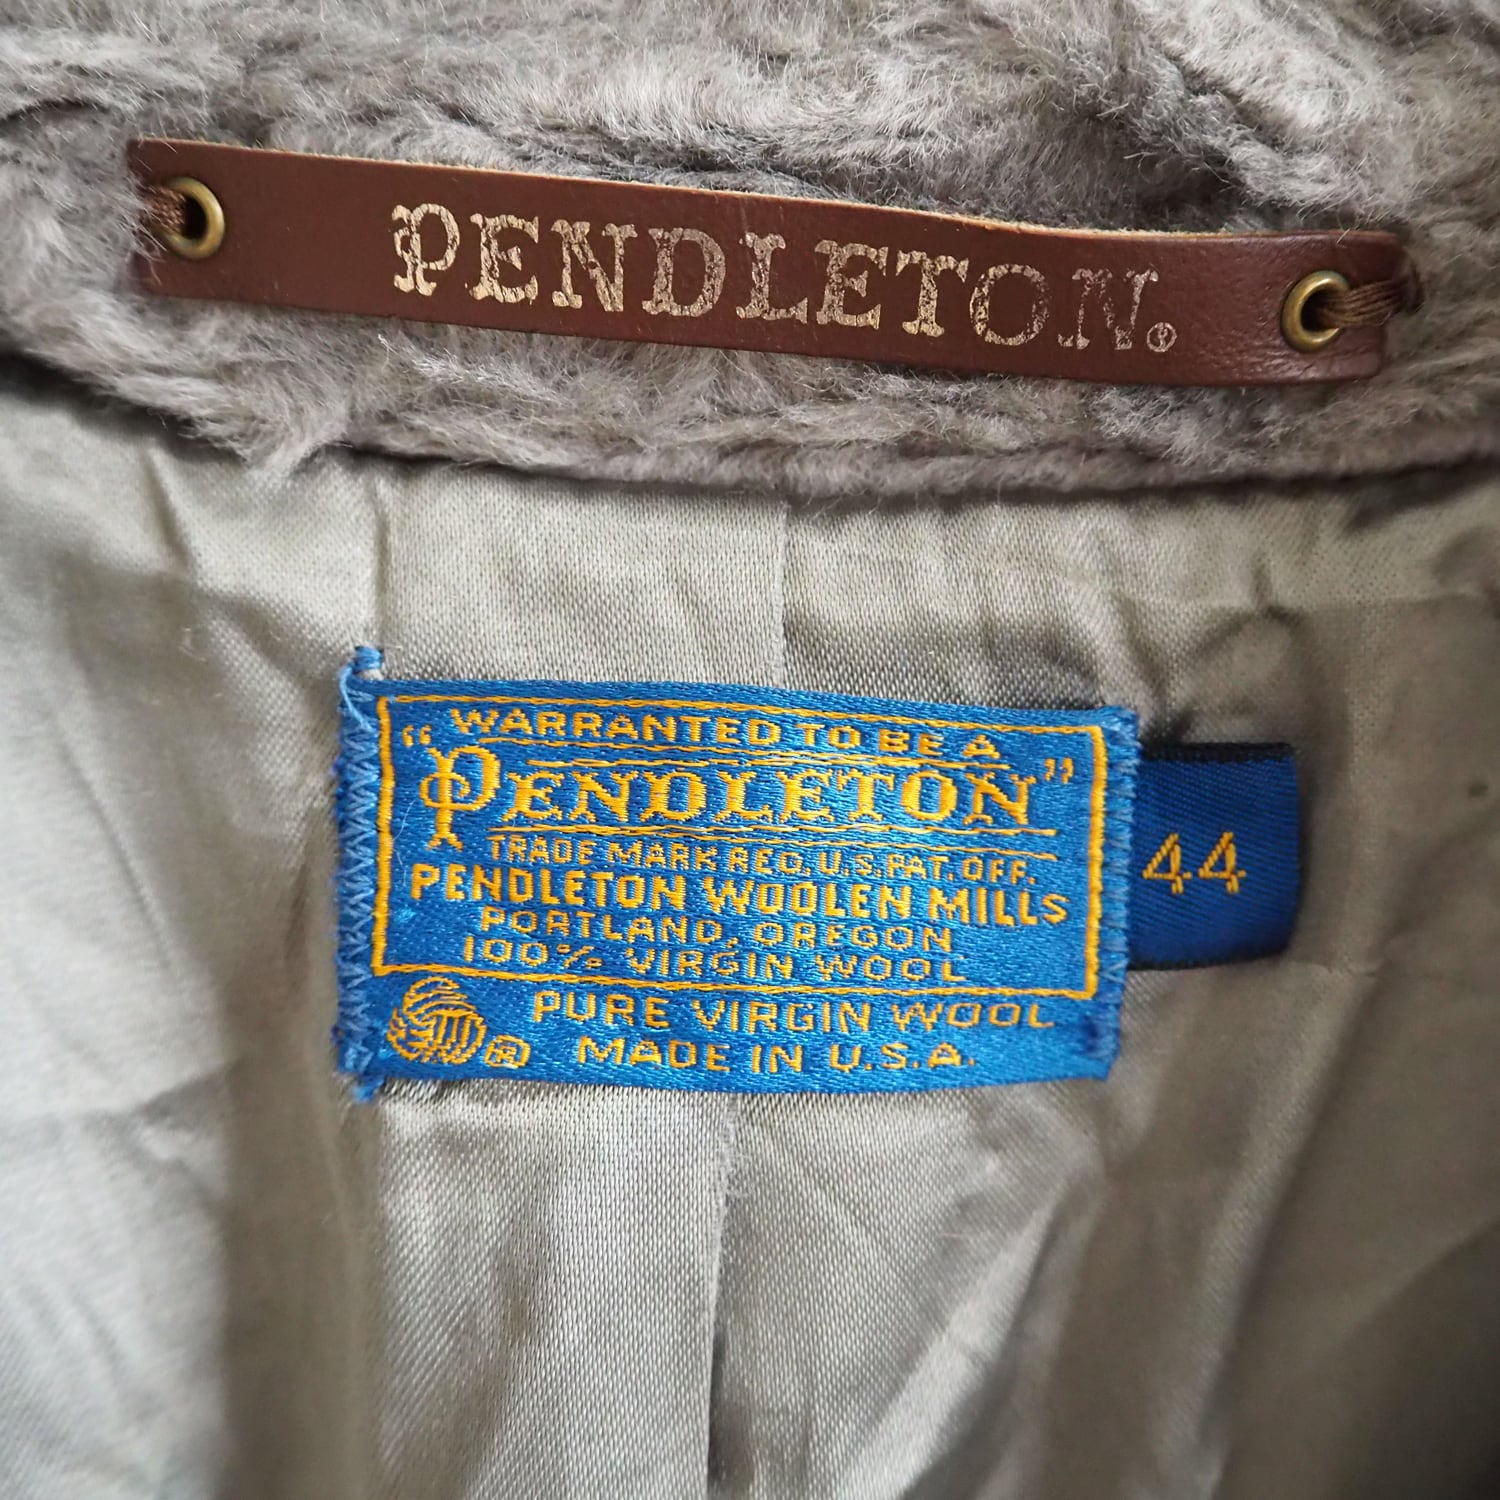 PENDLETON®
WARRANTED TO BE A
"PENDLETON"
TRADE MARK REG. U.S. PAT. OFF.
PENDLETON WOOLEN MILLS
PORTLAND, OREGON
100% VIRGIN WOOL
PURE VIRGIN WOOL
® MADE IN U.S.A.
44